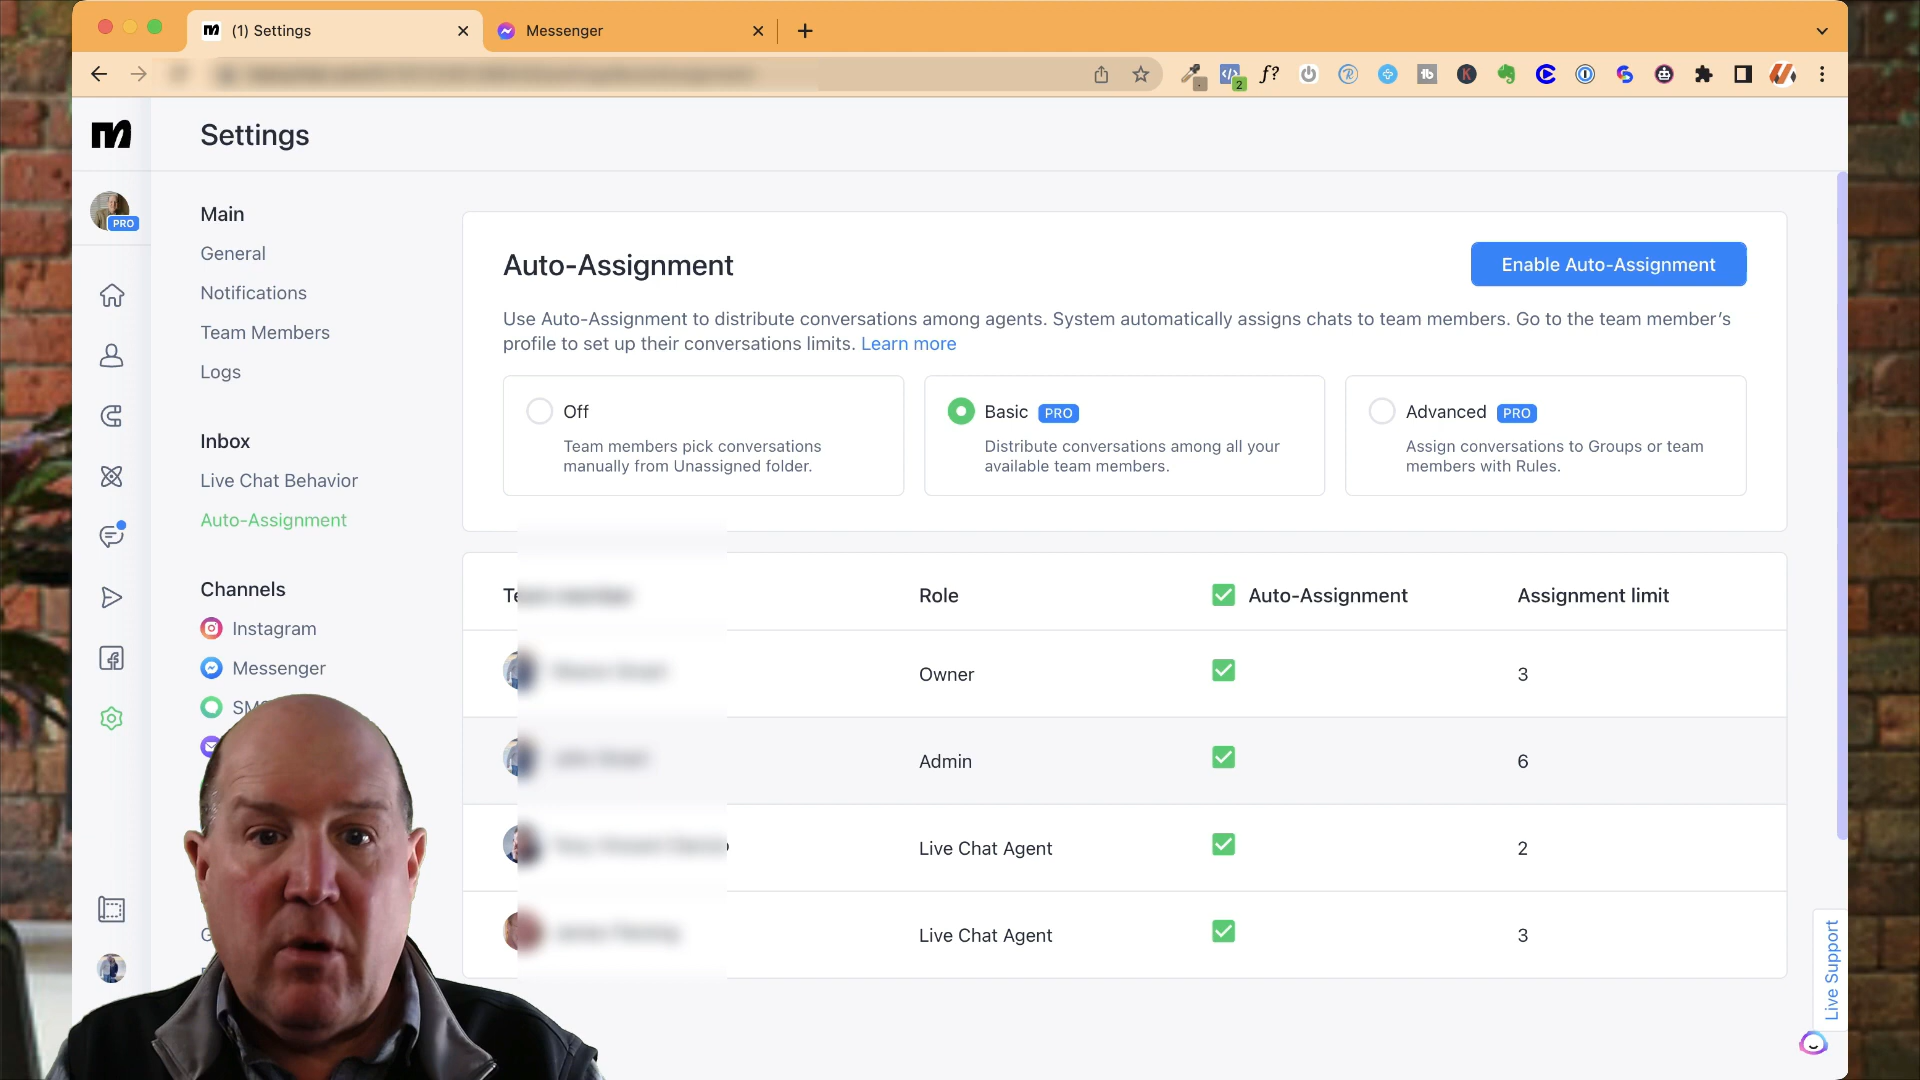 (1) Settings
Messenger
2
Settings
PRO
Main
General
Notifications
Team Members
Logs
Inbox
Live Chat Behavior
Auto-Assignment
Channels
Instagram
Messenger
Auto-Assignment
Enable Auto-Assignment
Use Auto-Assignment to distribute conversations among agents. System automatically assigns chats to team members. Go to the team member's
profile to set up their conversations limits. Learn more
Off
Team members pick conversations
manually from Unassigned folder.
Basic PRO
Distribute conversations among all your
available team members.
Advanced PRO
Assign conversations to Groups or team
members with Rules.
Role Auto-Assignment Assignment limit
Owner 3
Admin 6
Live Chat Agent 2
Live Chat Agent 3
Live Support